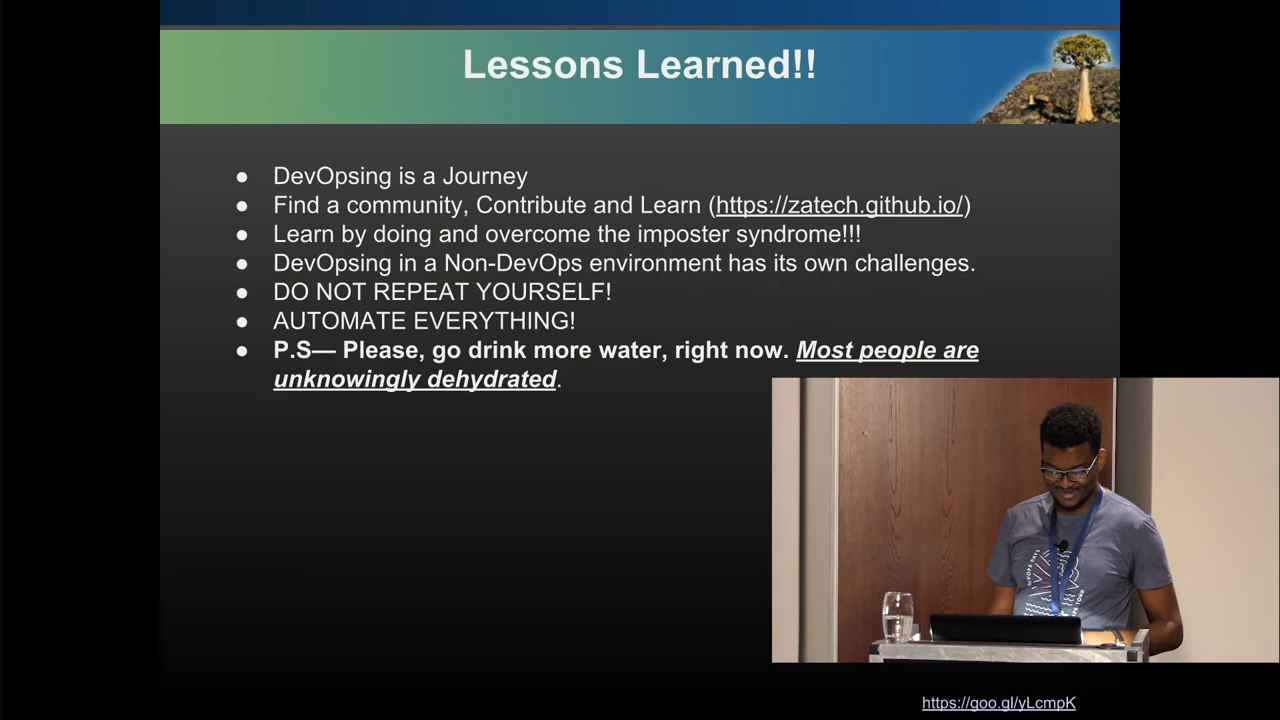 Lessons Learned!!
● DevOpsing is a Journey
● Find a community, Contribute and Learn (https://zatech.github.io/)
● Learn by doing and overcome the imposter syndrome!!!
● DevOpsing in a Non-DevOps environment has its own challenges.
● DO NOT REPEAT YOURSELF!
● AUTOMATE EVERYTHING!
● P.S— Please, go drink more water, right now. Most people are
unknowingly dehydrated.
DEVOPS DAYS
https://goo.gl/yLcmpK